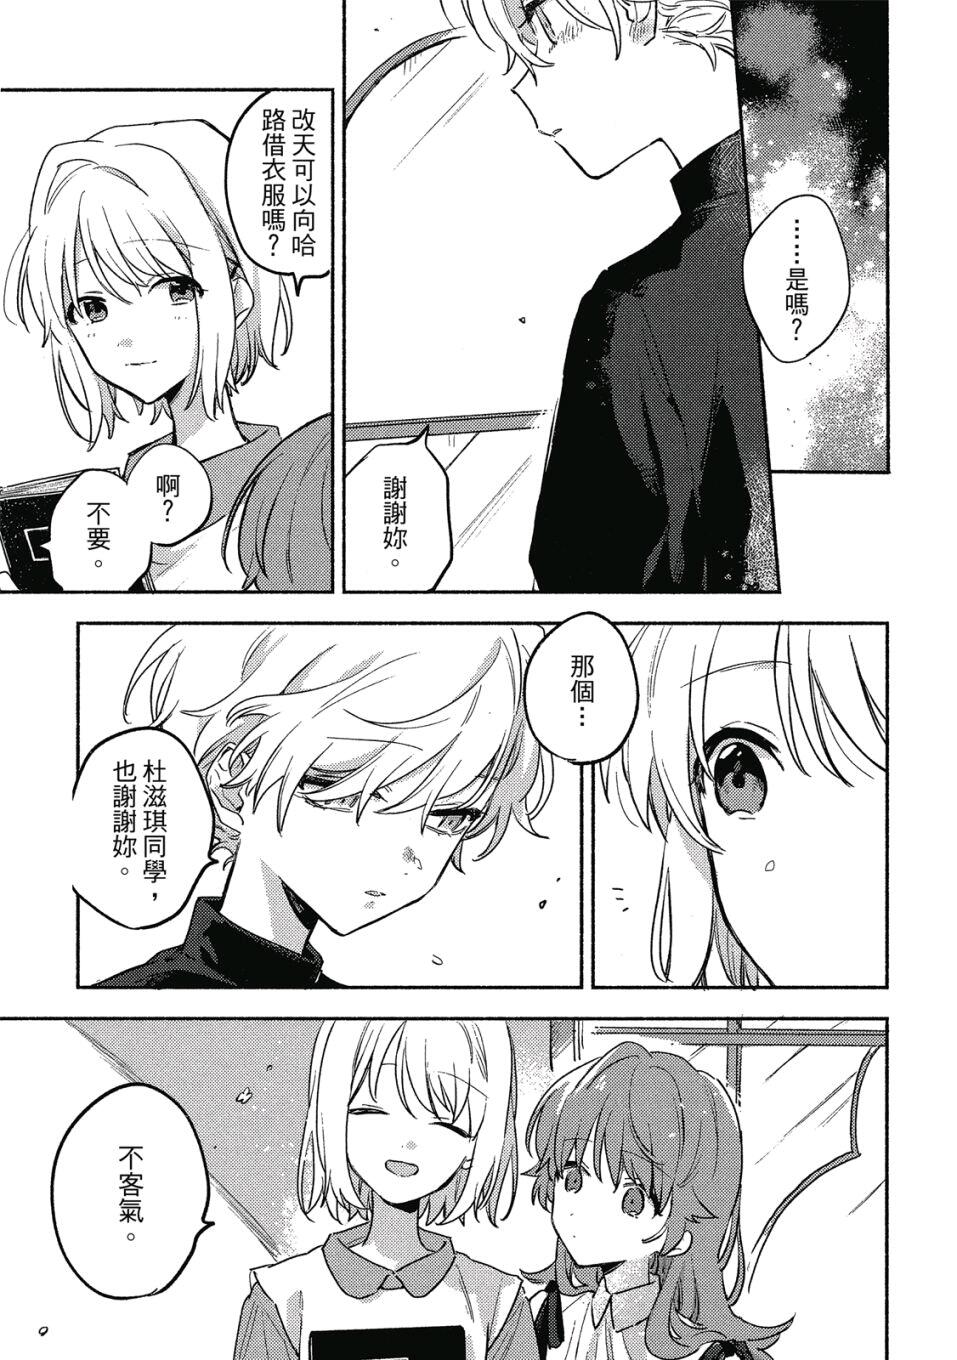 ……是嗎？
謝謝妳。
改天可以向哈
路借衣服嗎？
啊？
不要。
那個…
杜滋琪同學，
也謝謝妳。
不客氣。